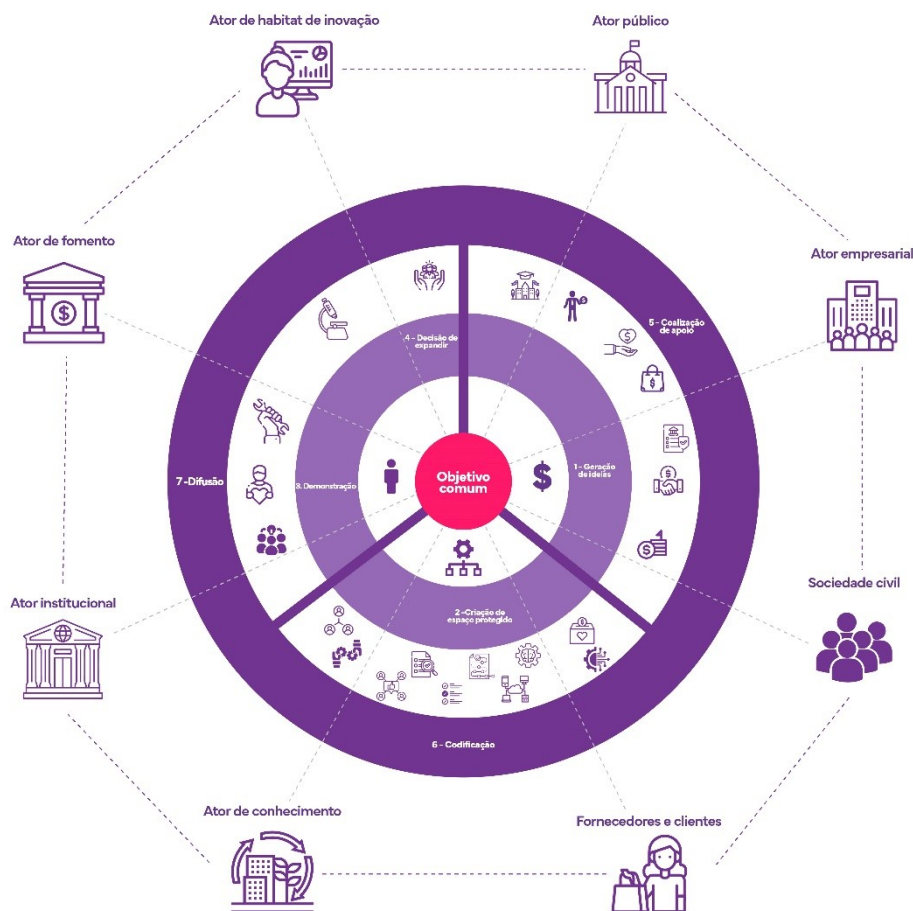 Ator de habitat de inovação
Ator público
Ator de fomento
Ator empresarial
5 - Coalização
de apoio
4 - Decisão de
expandir
1 - Geração
de ideias
Objetivo
comum
3. Demonstração
7 -Difusão
2 -Criação de
espaço protegido
6 - Codificação
Ator institucional
Sociedade cívil
Ator de conhecimento
Fornecedores e clientes